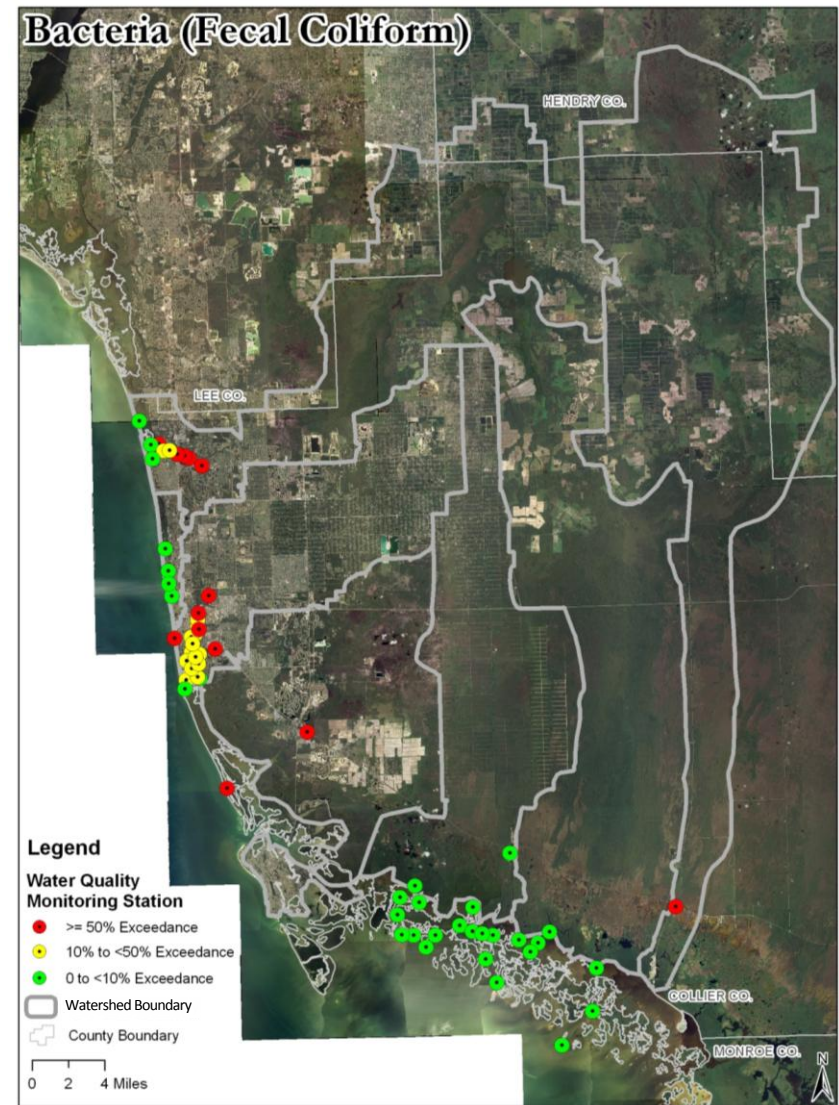 Bacteria (Fecal Coliform)
HENDRY CO.
LEE CO.
Legend
Water Quality
Monitoring Station
>= 50% Exceedance
10% to <50% Exceedance
0 to <10% Exceedance
Watershed Boundary
County Boundary
0 2 4 Miles
COLLIER CO.
MONROE CO.
N